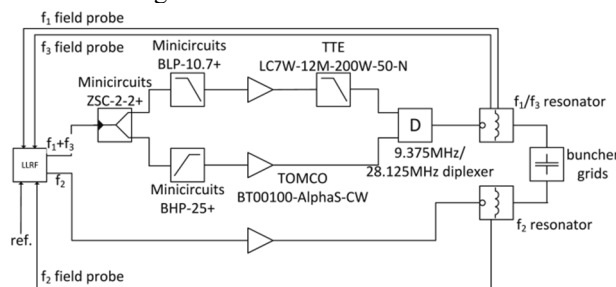 f1 field probe
f3 field probe
Minicircuits
BLP-10.7+
TTE
LC7W-12M-200W-50-N
Minicircuits
ZSC-2-2+
f1+f3
LLRF
f2
D
f1/f3 resonator
9.375MHz/
28.125MHz diplexer
buncher
grids
Minicircuits
BHP-25+
TOMCO
BT00100-AlphaS-CW
f2 resonator
ref.
f2 field probe